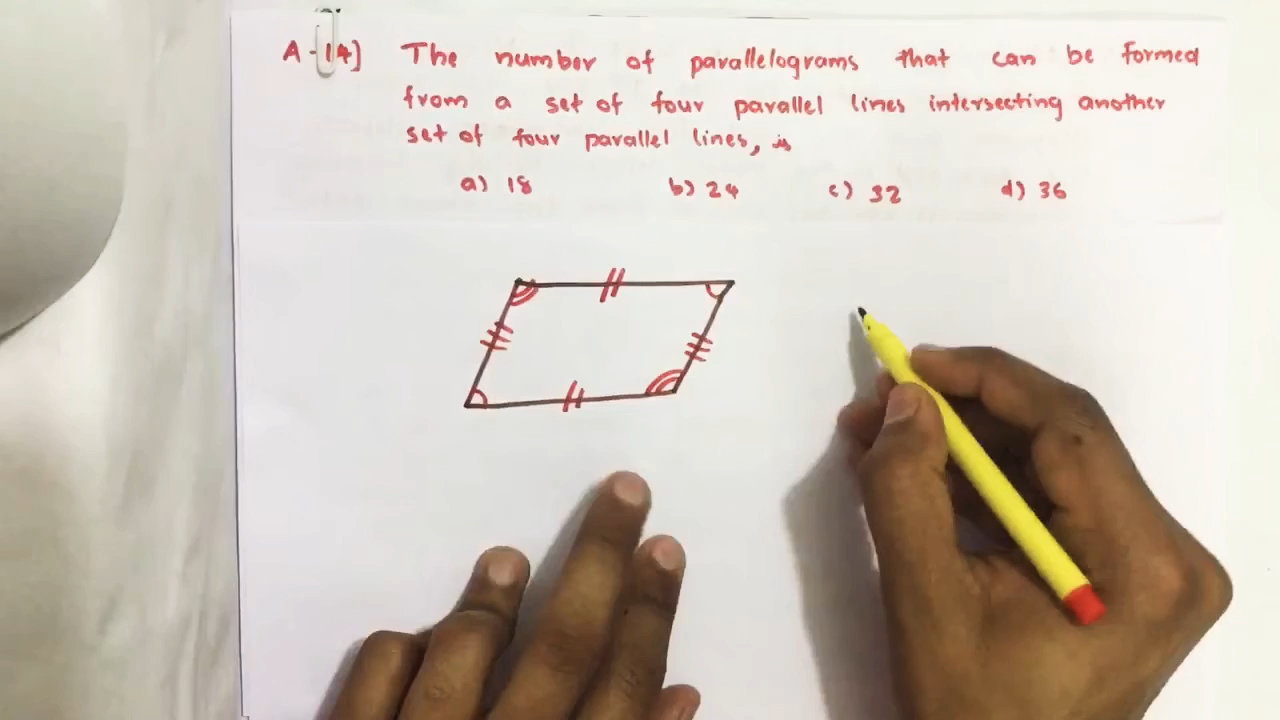 A-14] The number of parallelograms that can be formed
from a set of four parallel lines intersecting another
set of four parallel lines, is
a) 18 b) 24 c) 32 d) 36